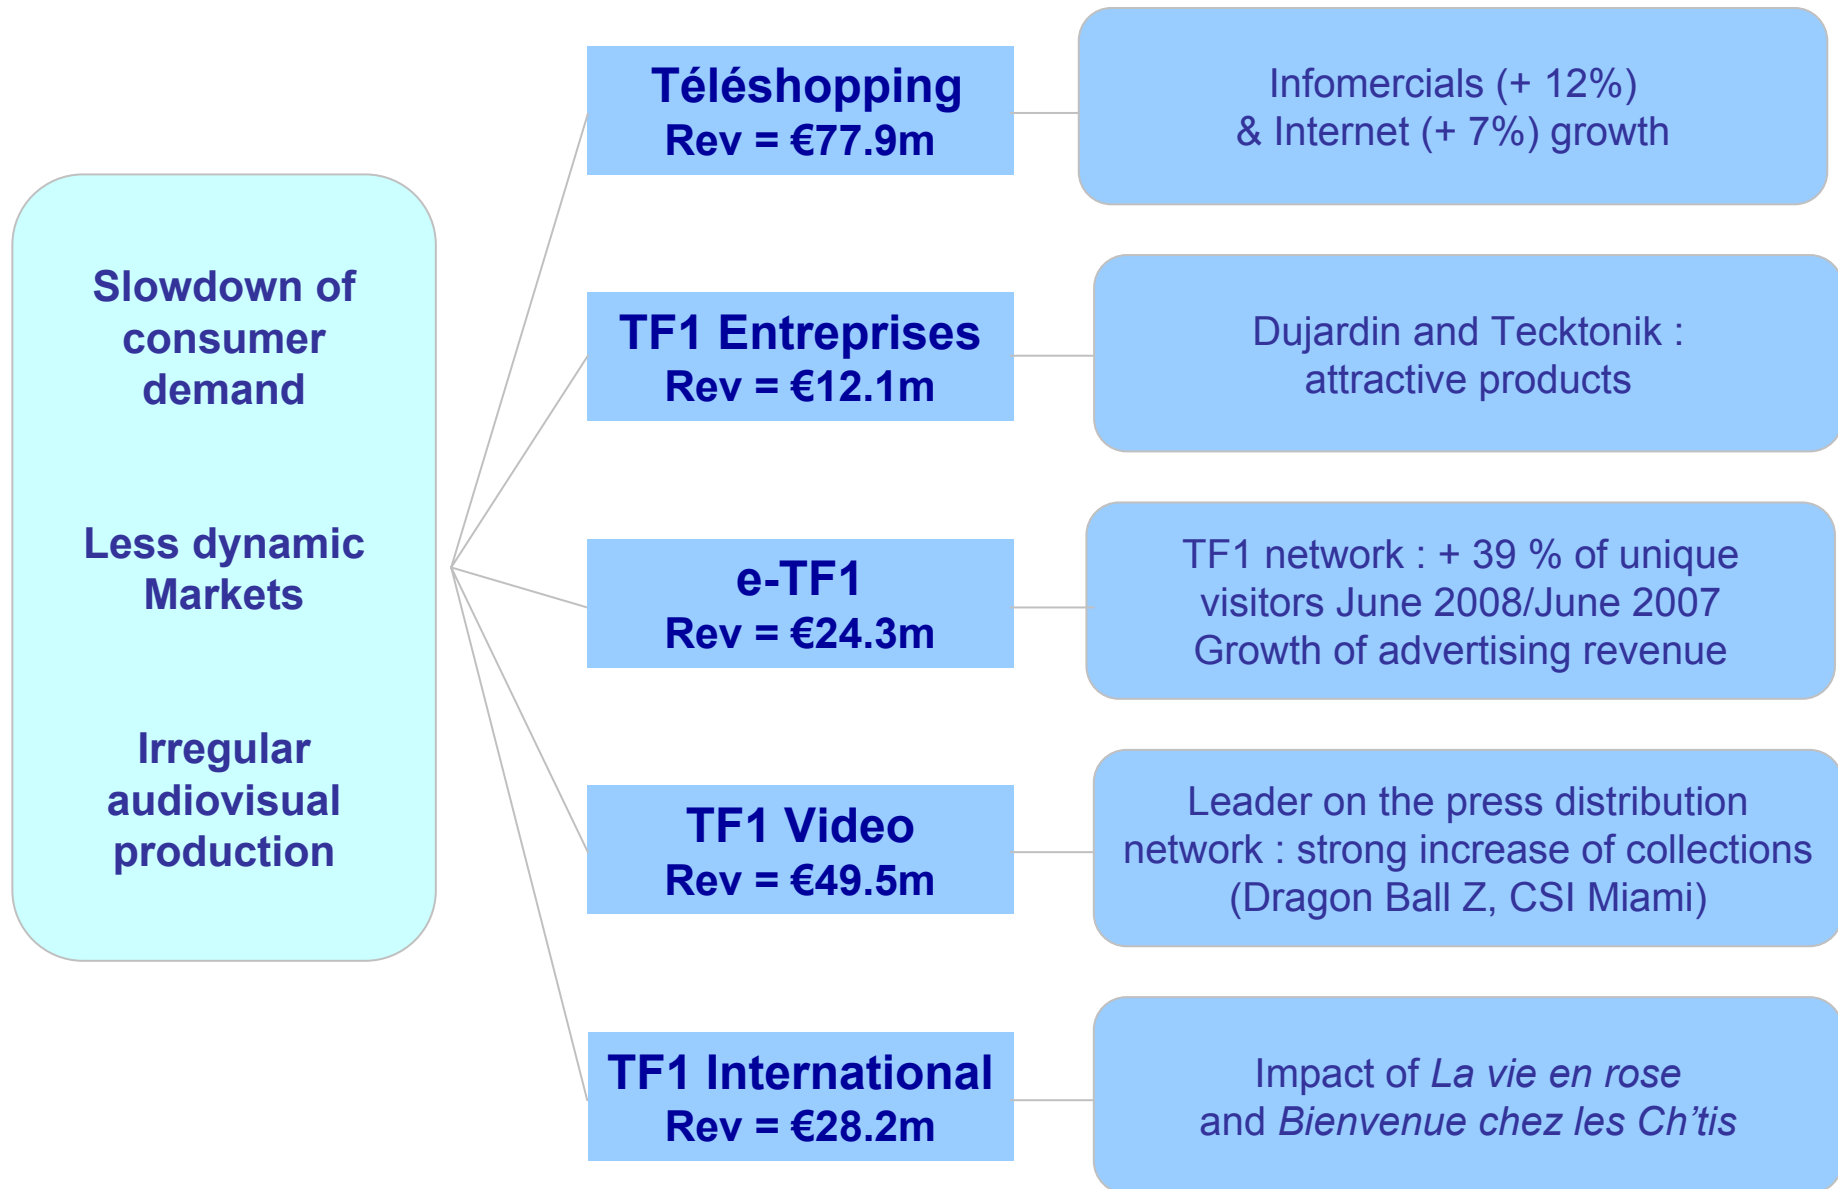 Slowdown of
consumer
demand
Less dynamic
Markets
Irregular
audiovisual
production
Téléshopping
Rev = €77.9m
Infomercials (+ 12%)
& Internet (+ 7%) growth
TF1 Entreprises
Rev = €12.1m
Dujardin and Tecktonik :
attractive products
e-TF1
Rev = €24.3m
TF1 network : + 39 % of unique
visitors June 2008/June 2007
Growth of advertising revenue
TF1 Video
Rev = €49.5m
Leader on the press distribution
network : strong increase of collections
(Dragon Ball Z, CSI Miami)
TF1 International
Rev = €28.2m
Impact of La vie en rose
and Bienvenue chez les Ch’tis